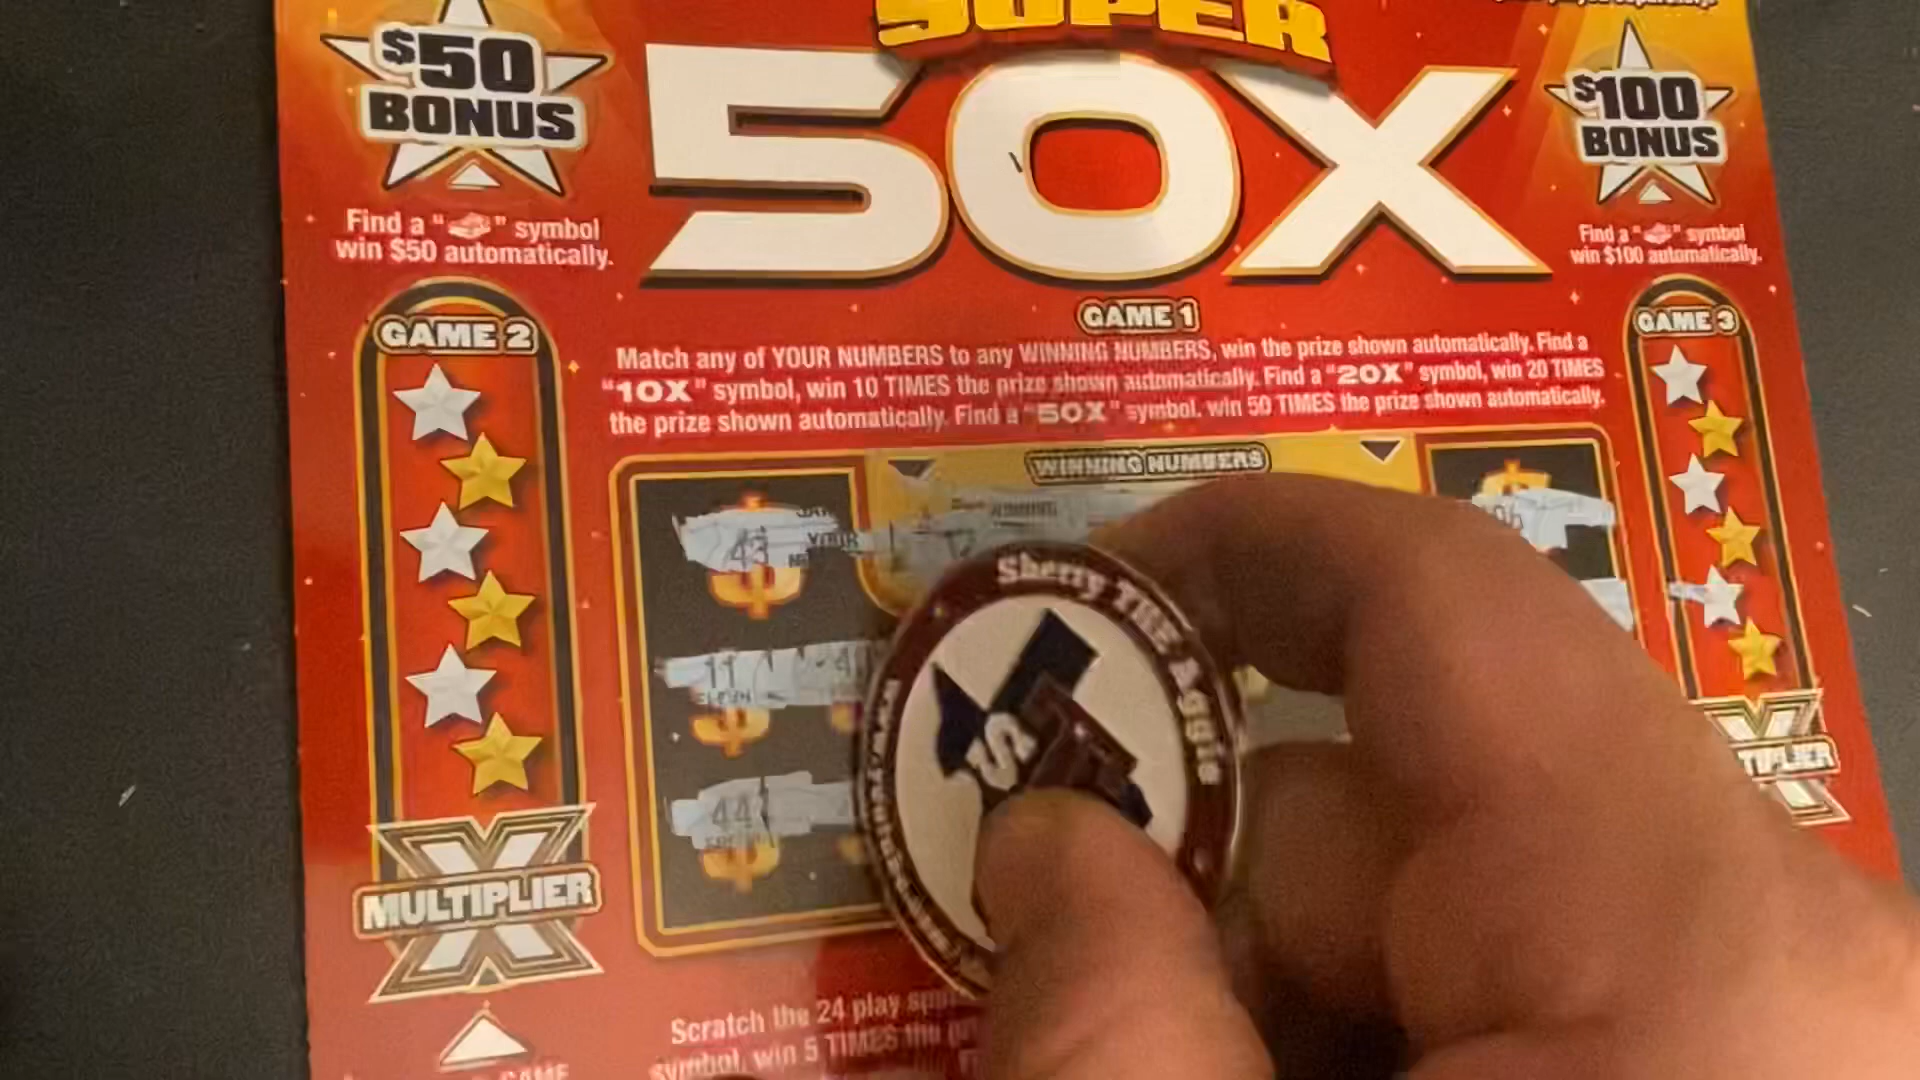 SUPER
50X
$50
BONUS
Find a " " symbol
win $50 automatically.
$100
BONUS
Find a " " symbol
win $100 automatically.
GAME 1
Match any of YOUR NUMBERS to any WINNING NUMBERS, win the prize shown automatically. Find a
"10X" symbol, win 10 TIMES the prize shown automatically. Find a "20X" symbol, win 20 TIMES
the prize shown automatically. Find a "50X" symbol, win 50 TIMES the prize shown automatically.
GAME 2
GAME 3
WINNING NUMBERS
43
YOUR
11
44
Sherry THE Aggie
MULTIPLIER
Scratch the 24 play
symbol, win 5 TIMES the
GAME